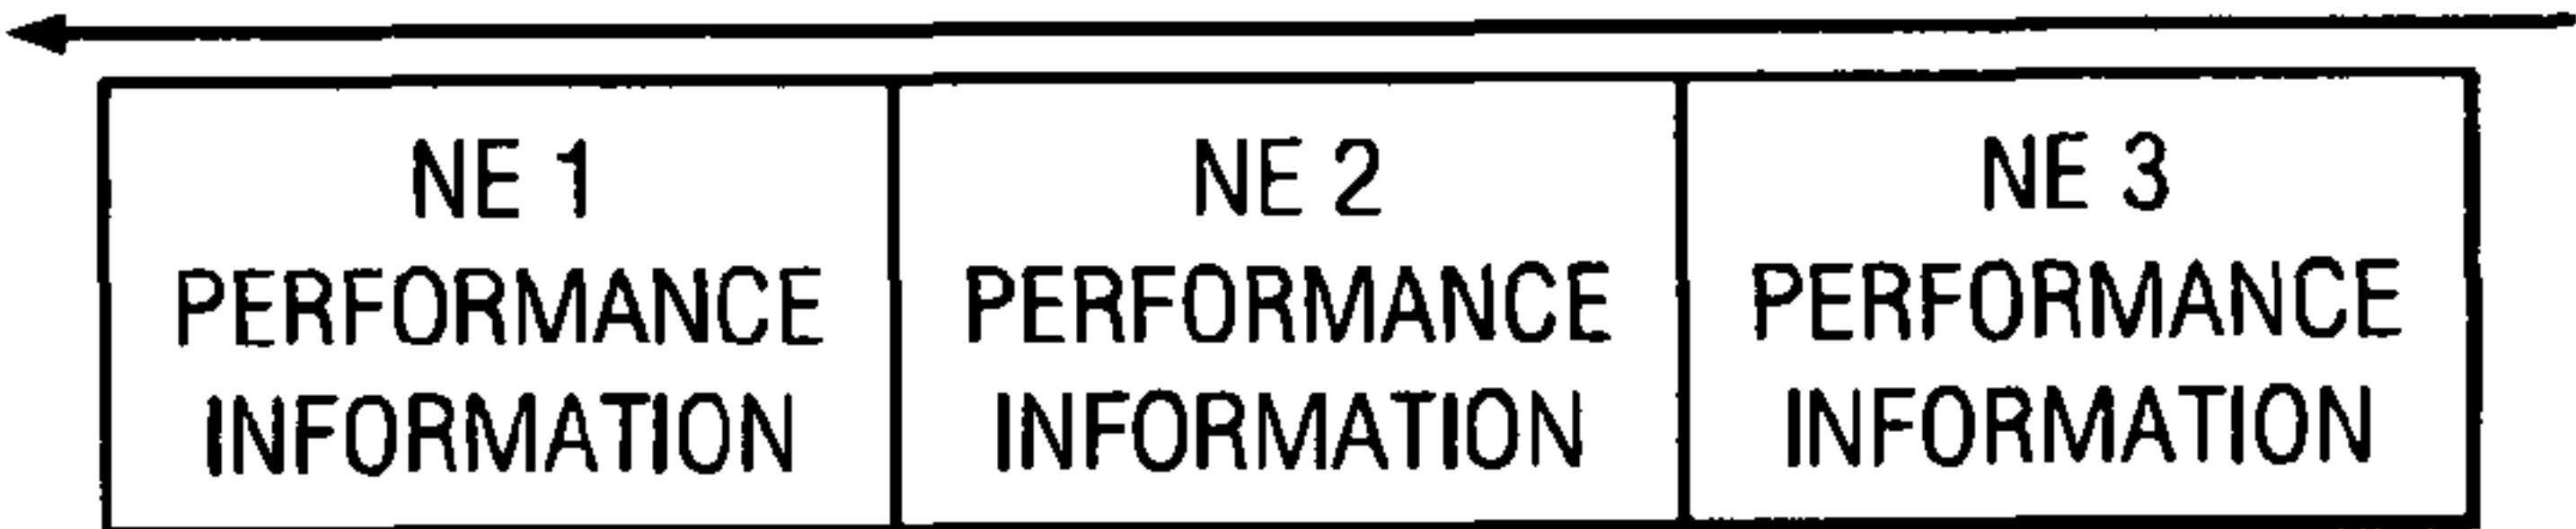 NE 1
PERFORMANCE
INFORMATION
NE 2
PERFORMANCE
INFORMATION
NE 3
PERFORMANCE
INFORMATION